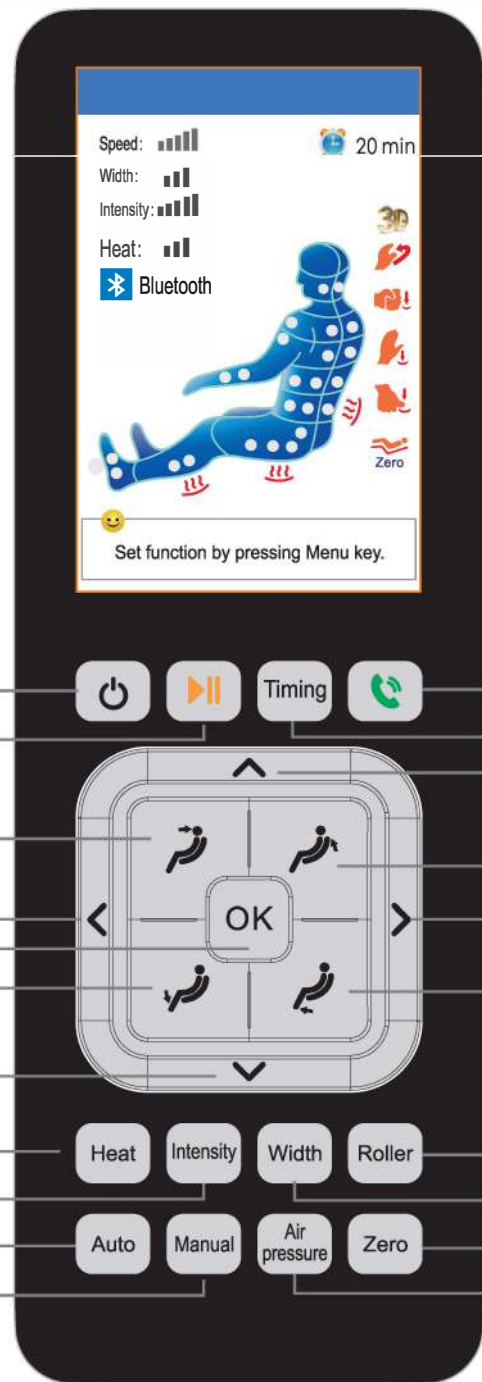 Speed:
20 min
Width:
Intensity:
3D
Heat:
Bluetooth
Zero
Set function by pressing Menu key.
Timing
OK
Heat
Intensity
Width
Roller
Auto
Manual
Air
pressure
Zero